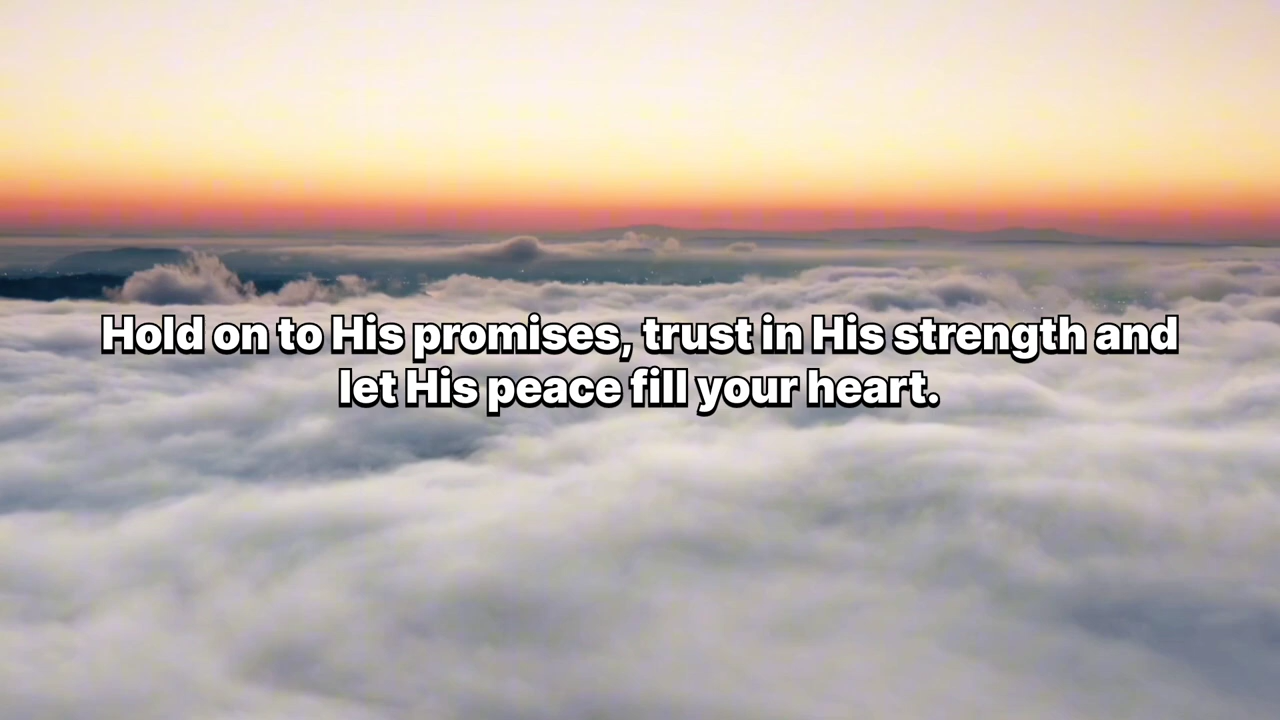 Hold on to His promises, trust in His strength and
let His peace fill your heart.